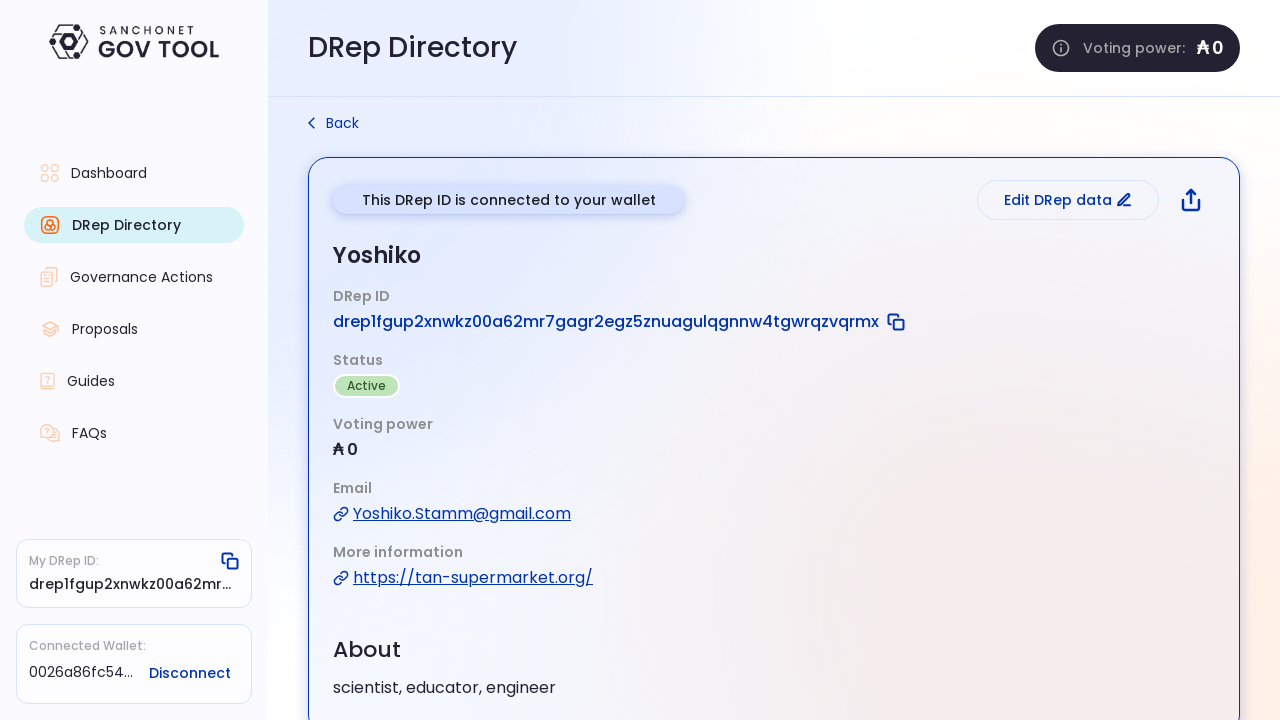 SANCHONET
GOV TOOL
DRep Directory
Voting power: ₳ 0
Back
Dashboard
DRep Directory
Governance Actions
Proposals
Guides
FAQs
My DRep ID:
drep1fgup2xnwkz00a62mr...
Connected Wallet:
0026a86fc54...
Disconnect
This DRep ID is connected to your wallet
Edit DRep data
Yoshiko
DRep ID
drep1fgup2xnwkz00a62mr7gagr2egz5znuagulqgnnw4tgwrqzvqrmx
Status
Active
Voting power
₳ 0
Email
Yoshiko.Stamm@gmail.com
More information
https://tan-supermarket.org/
About
scientist, educator, engineer